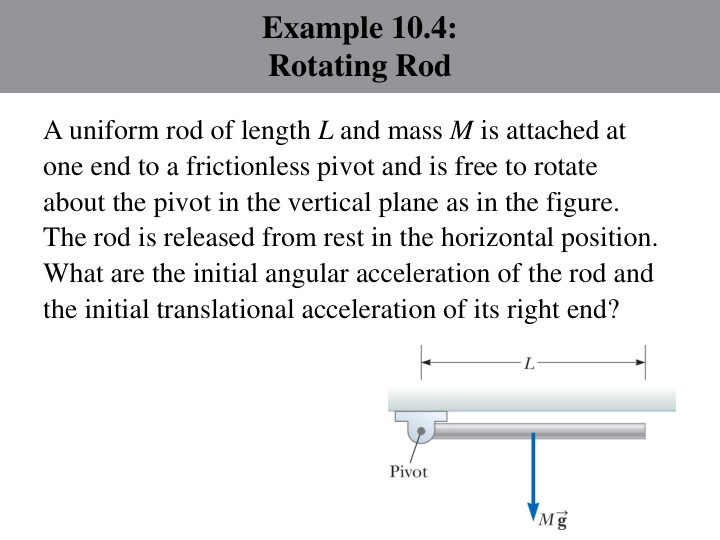 Example 10.4:
Rotating Rod
A uniform rod of length L and mass M is attached at
one end to a frictionless pivot and is free to rotate
about the pivot in the vertical plane as in the figure.
The rod is released from rest in the horizontal position.
What are the initial angular acceleration of the rod and
the initial translational acceleration of its right end?
L
Pivot
Mg⃗